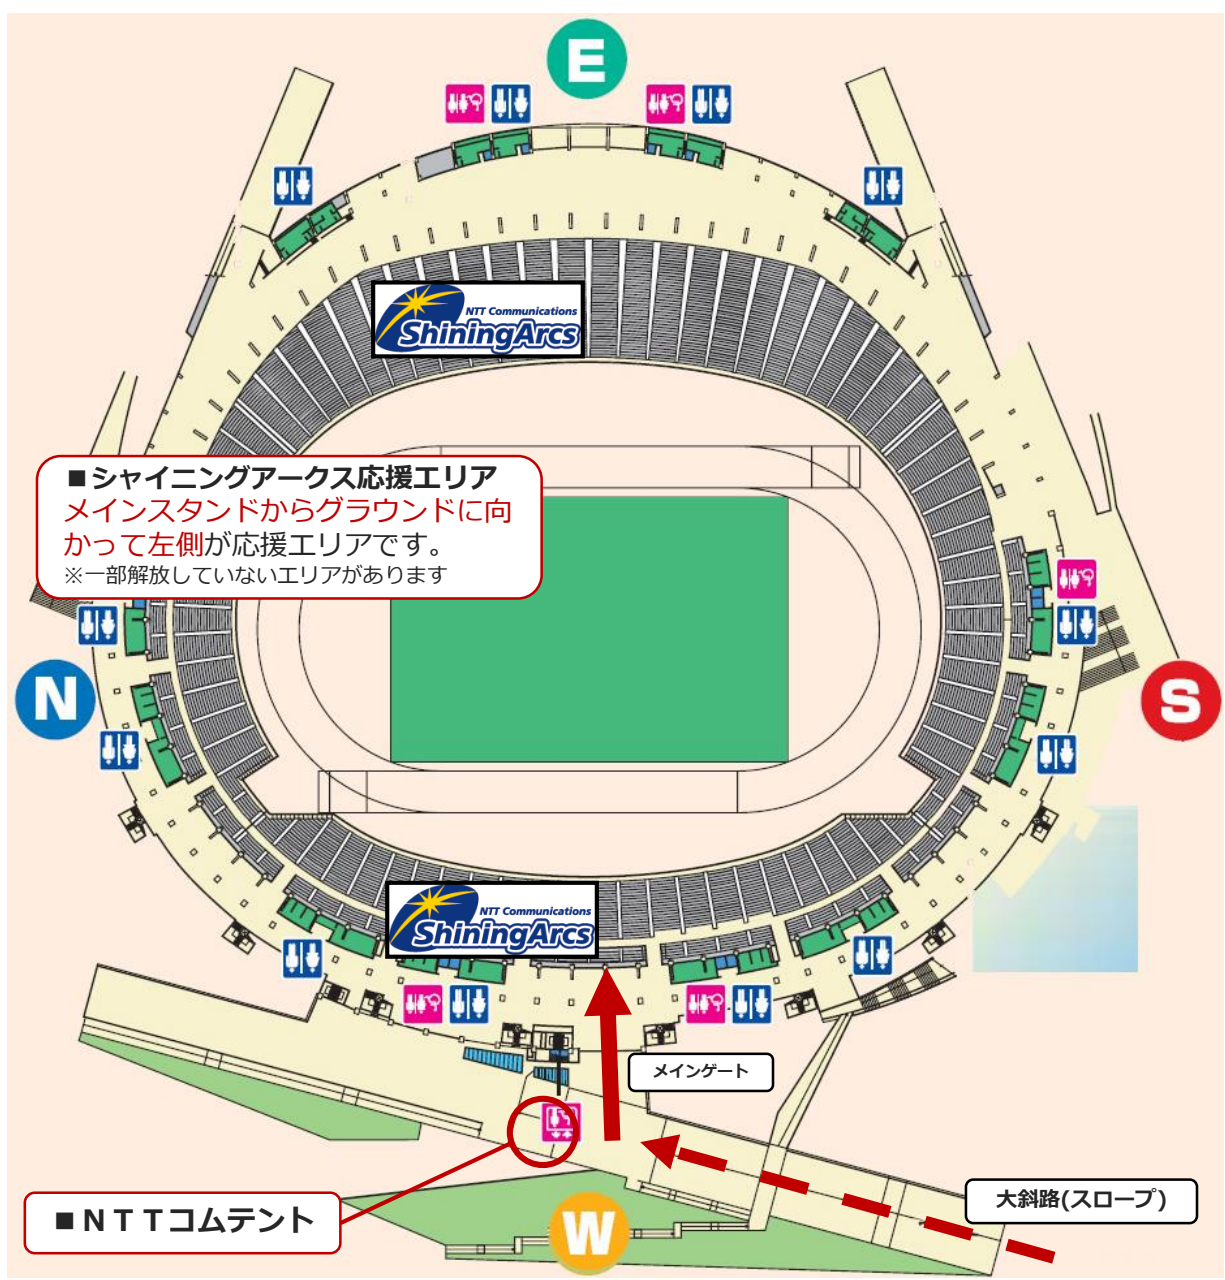 E
NTT Communications
ShiningArcs
■シャイニングアークス応援エリア
メインスタンドからグラウンドに向
かって左側が応援エリアです。
※一部解放していないエリアがあります
N
S
NTT Communications
ShiningArcs
メインゲート
大斜路(スロープ)
■ＮＴＴコムテント
W